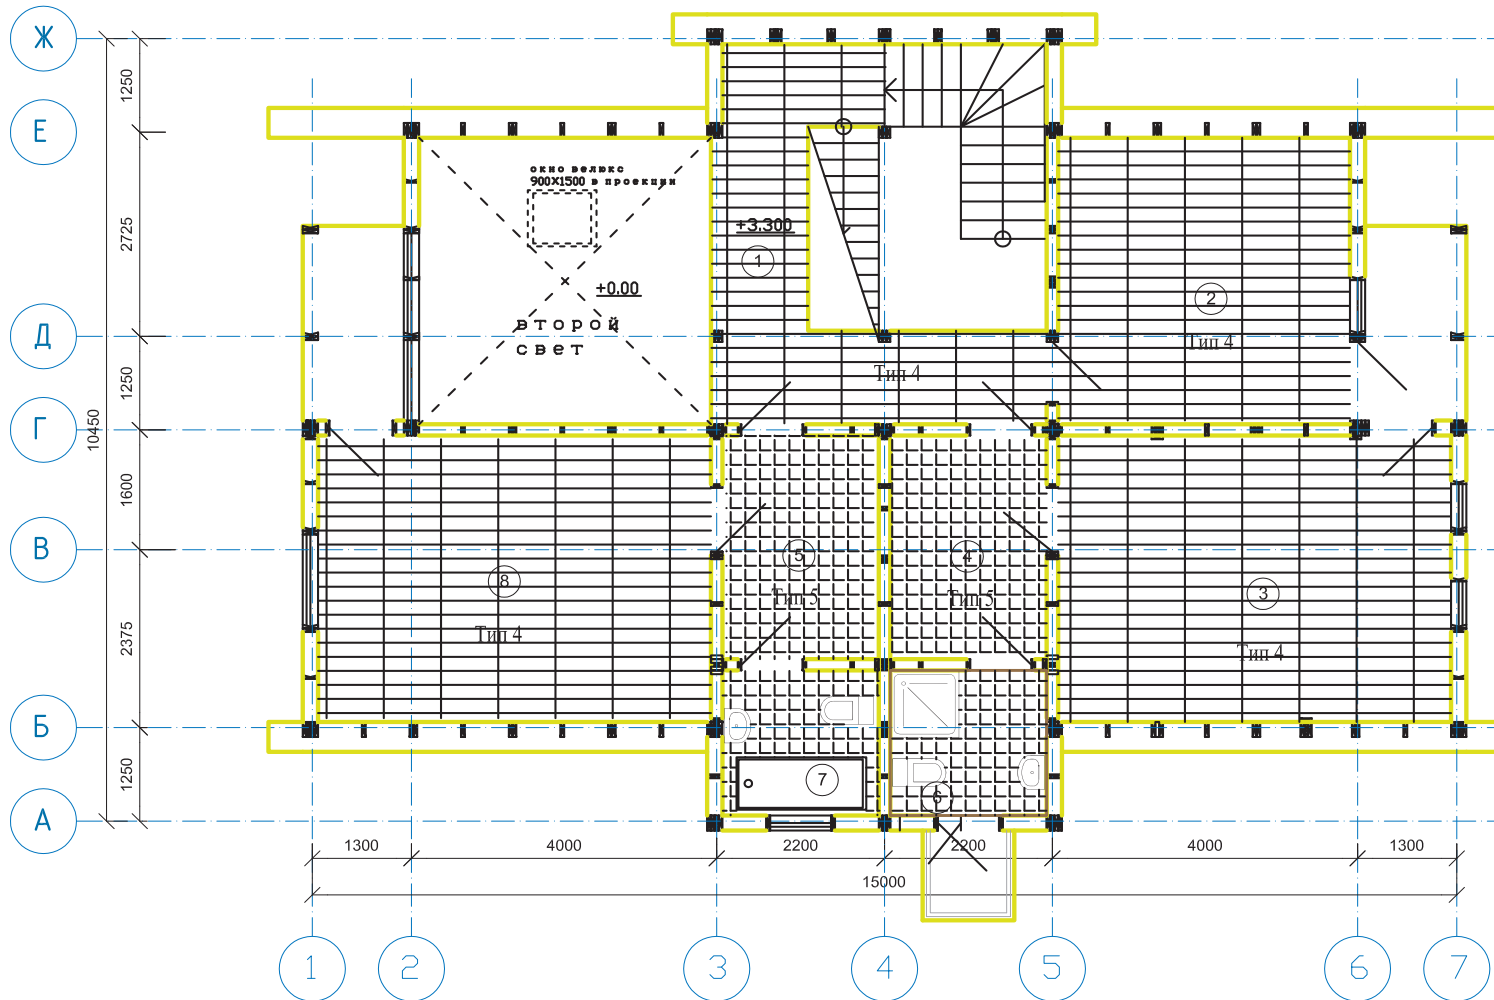 Ж
Е
Д
Г
В
Б
А
1250
2725
1250
1600
2375
1250
10450
окно велюкс
900X1500 в проекции
+0.00
второй
свет
+3.300
1
2
Тип 4
Тип 4
8
Тип 4
5
Тип 5
4
Тип 5
3
Тип 4
7
6
1300
4000
2200
2200
4000
1300
15000
1
2
3
4
5
6
7